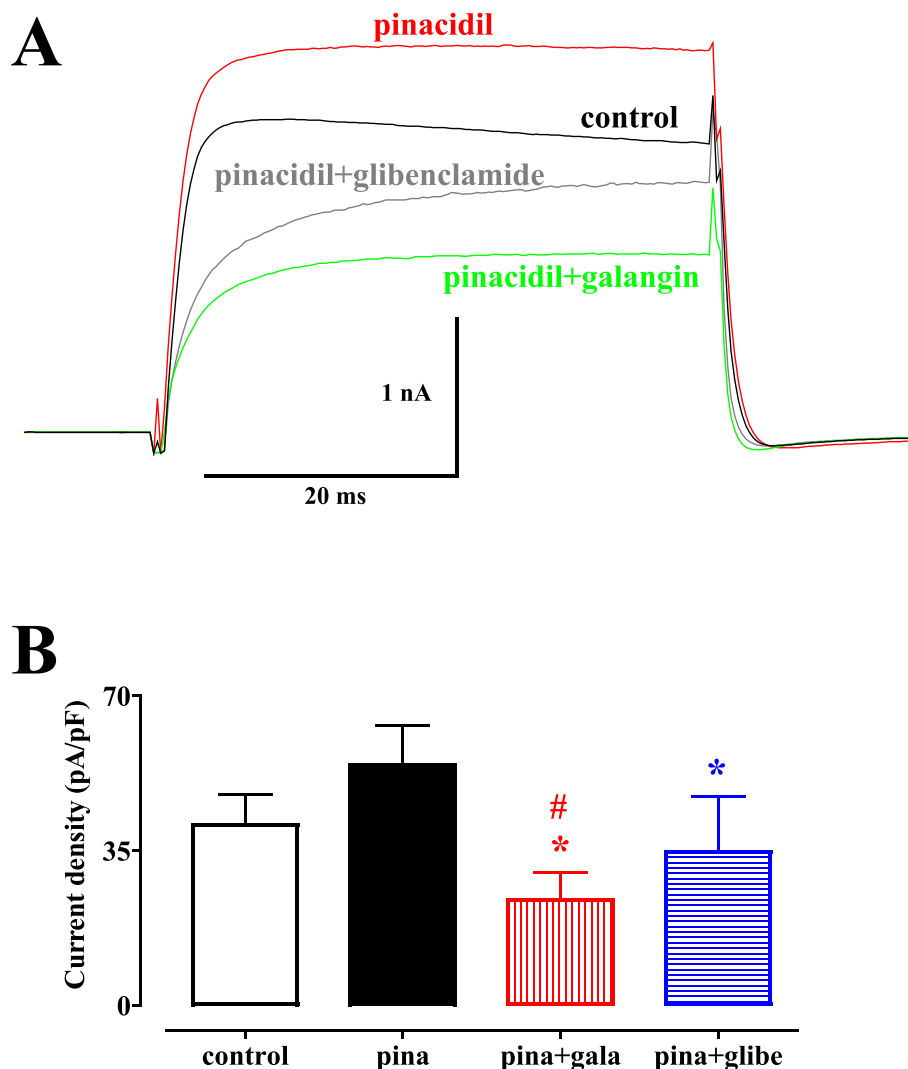 A
pinacidil
control
pinacidil+glibenclamide
pinacidil+galangin
1 nA
20 ms
B
Current density (pA/pF)
70
35
0
#
*
*
control
pina
pina+gala
pina+glibe